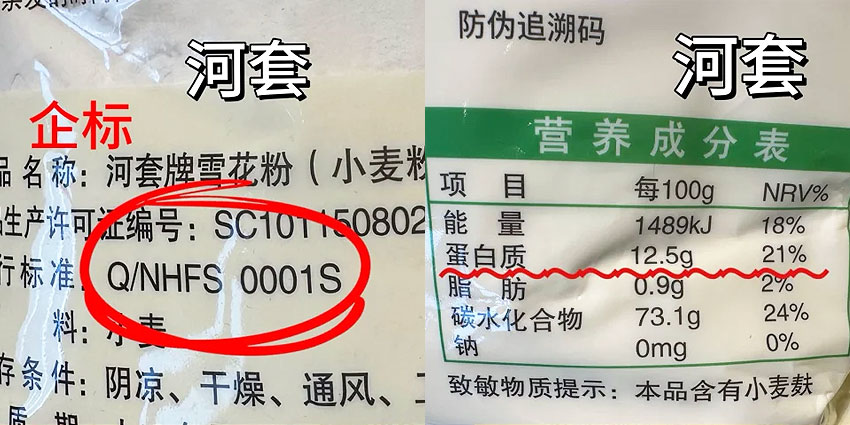 河套
企标
品名称：河套牌雪花粉（小麦粉
品生产许可证编号：SC101150802
行标准：Q/NHFS 0001S
料：小麦
存条件：阴凉、干燥、通风、
质期
防伪追溯码
河套
营养成分表
项目 每100g NRV%
能量 1489kJ 18%
蛋白质 12.5g 21%
脂肪 0.9g 2%
碳水化合物 73.1g 24%
钠 0mg 0%
致敏物质提示：本品含有小麦麸